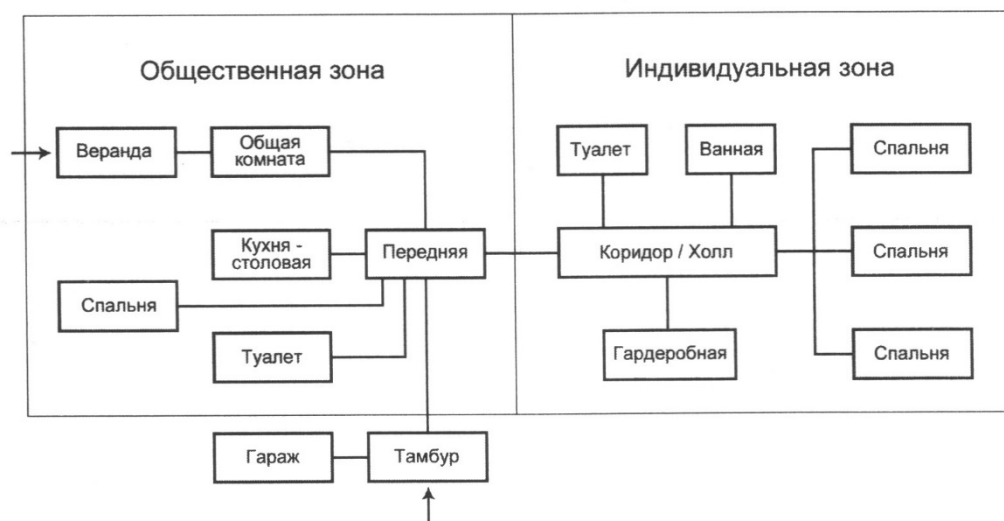 Общественная зона
Индивидуальная зона
Веранда
Общая
комната
Туалет
Ванная
Спальня
Кухня -
столовая
Передняя
Коридор / Холл
Спальня
Спальня
Туалет
Гардеробная
Спальня
Гараж
Тамбур